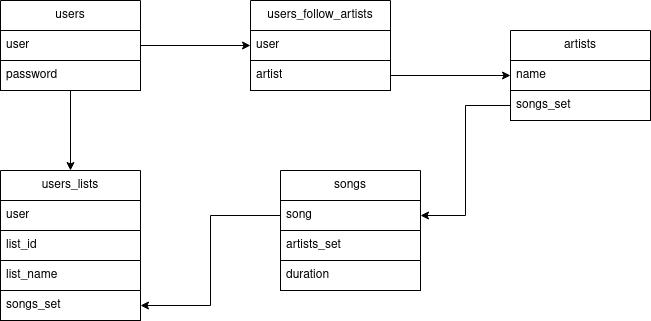 users
user
password
users_follow_artists
user
artist
artists
name
songs_set
users_lists
user
list_id
list_name
songs_set
songs
song
artists_set
duration